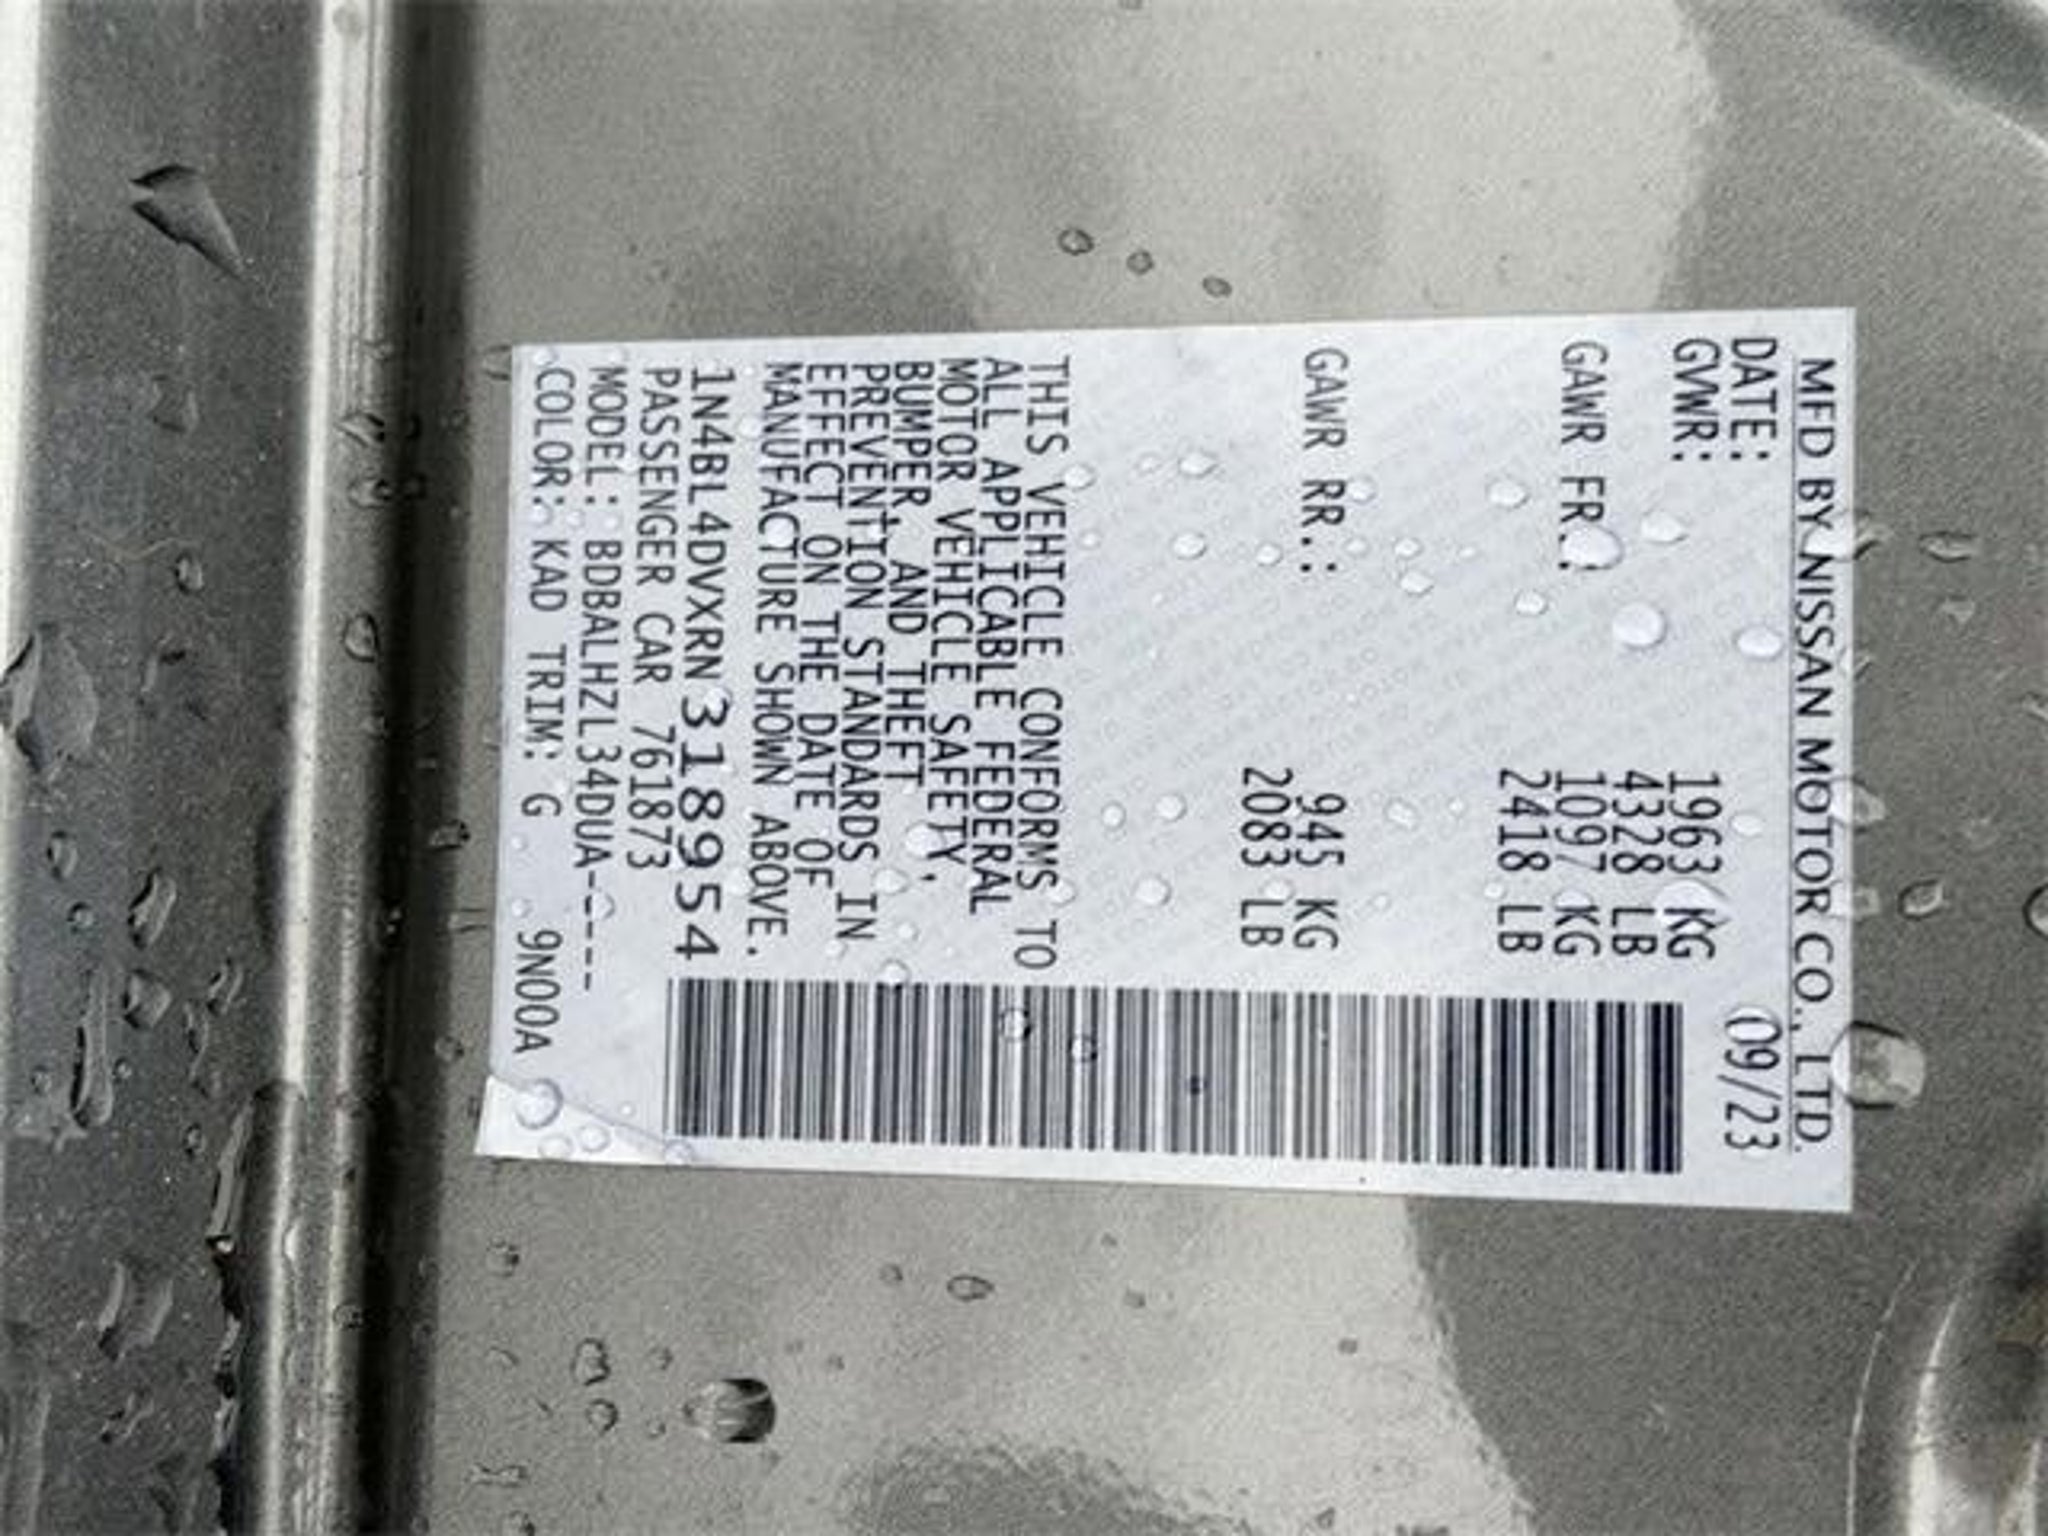 MFD BY NISSAN MOTOR CO., LTD.
DATE: 09/23
GVWR: 1963 KG
4328 LB
GAWR FR.: 1097 KG
2418 LB
GAWR RR.: 945 KG
2083 LB
THIS VEHICLE CONFORMS TO
ALL APPLICABLE FEDERAL
MOTOR VEHICLE SAFETY,
BUMPER, AND THEFT
PREVENTION STANDARDS IN
EFFECT ON THE DATE OF
MANUFACTURE SHOWN ABOVE.
1N4BL4DVXRN318954
PASSENGER CAR 761873
MODEL: BDBALHZL34DUA-----
COLOR: KAD TRIM: G 9N00A